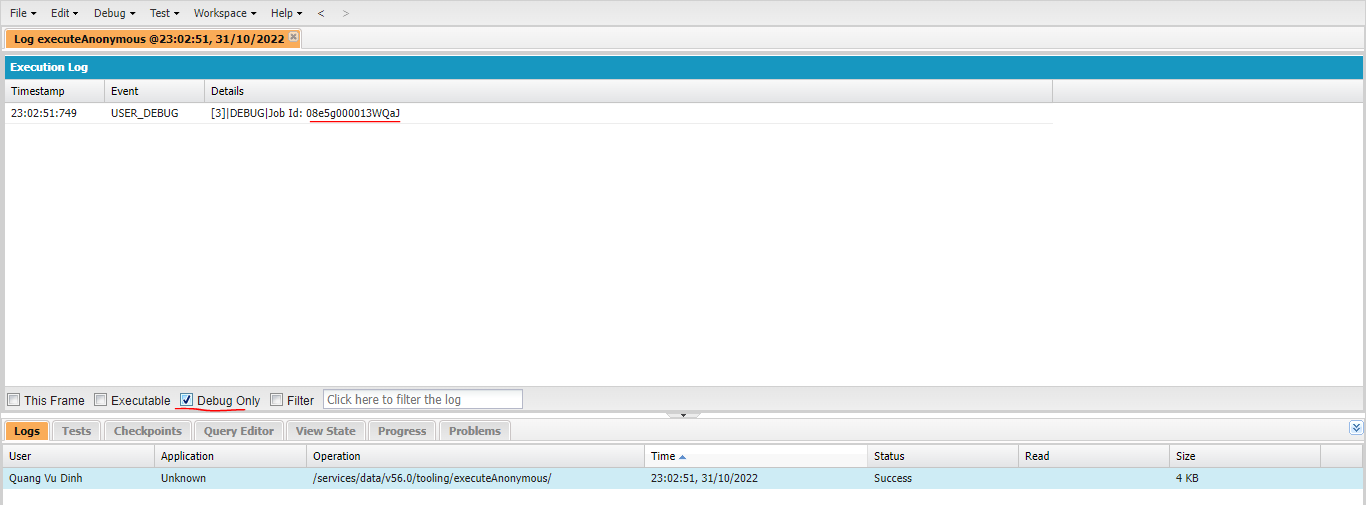 File Edit Debug Test Workspace Help < >
Log executeAnonymous @23:02:51, 31/10/2022
Execution Log
Timestamp Event Details
23:02:51:749 USER_DEBUG [3]|DEBUG|Job Id: 08e5g000013WQaJ
This Frame Executable Debug Only Filter Click here to filter the log
Logs Tests Checkpoints Query Editor View State Progress Problems
User Application Operation Time Status Read Size
Quang Vu Dinh Unknown /services/data/v56.0/tooling/executeAnonymous/ 23:02:51, 31/10/2022 Success 4 KB